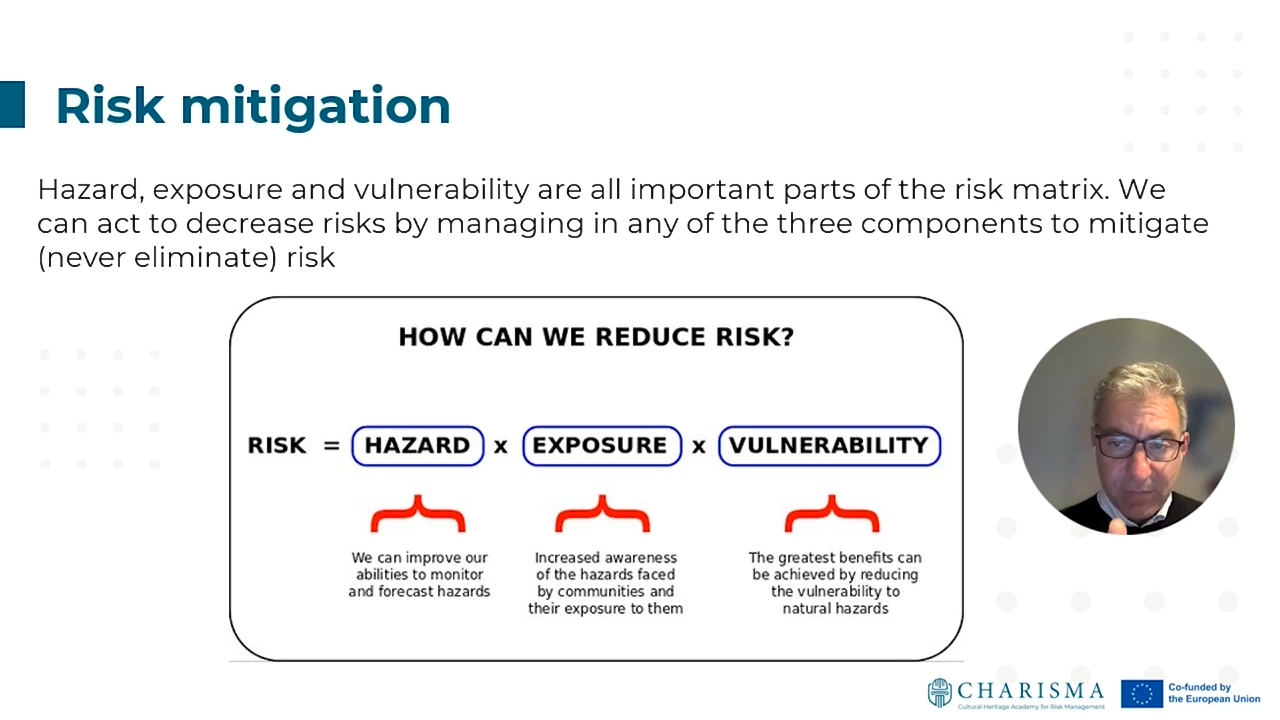 Risk mitigation
Hazard, exposure and vulnerability are all important parts of the risk matrix. We
can act to decrease risks by managing in any of the three components to mitigate
(never eliminate) risk
HOW CAN WE REDUCE RISK?
RISK = HAZARD x EXPOSURE x VULNERABILITY
We can improve our
abilities to monitor
and forecast hazards
Increased awareness
of the hazards faced
by communities and
their exposure to them
The greatest benefits can
be achieved by reducing
the vulnerability to
natural hazards
CHARISMA
Cultural Heritage Academy for Risk Management
Co-funded by
the European Union